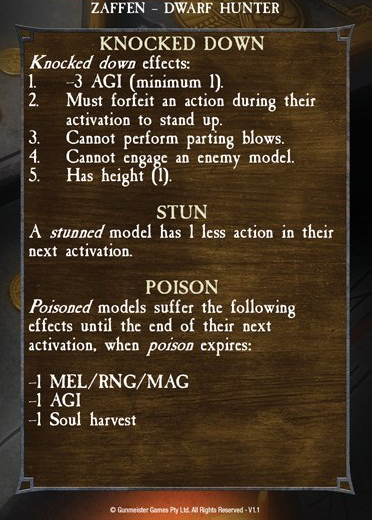 ZAFFEN - DWARF HUNTER
KNOCKED DOWN
Knocked down effects:
1. -3 AGI (minimum 1).
2. Must forfeit an action during their
activation to stand up.
3. Cannot perform parting blows.
4. Cannot engage an enemy model.
5. Has height (1).
STUN
A stunned model has 1 less action in their
next activation.
POISON
Poisoned models suffer the following
effects until the end of their next
activation, when poison expires:
-1 MEL/RNG/MAG
-1 AGI
-1 Soul harvest
© Gunmeister Games Pty Ltd. All Rights Reserved - V1.1